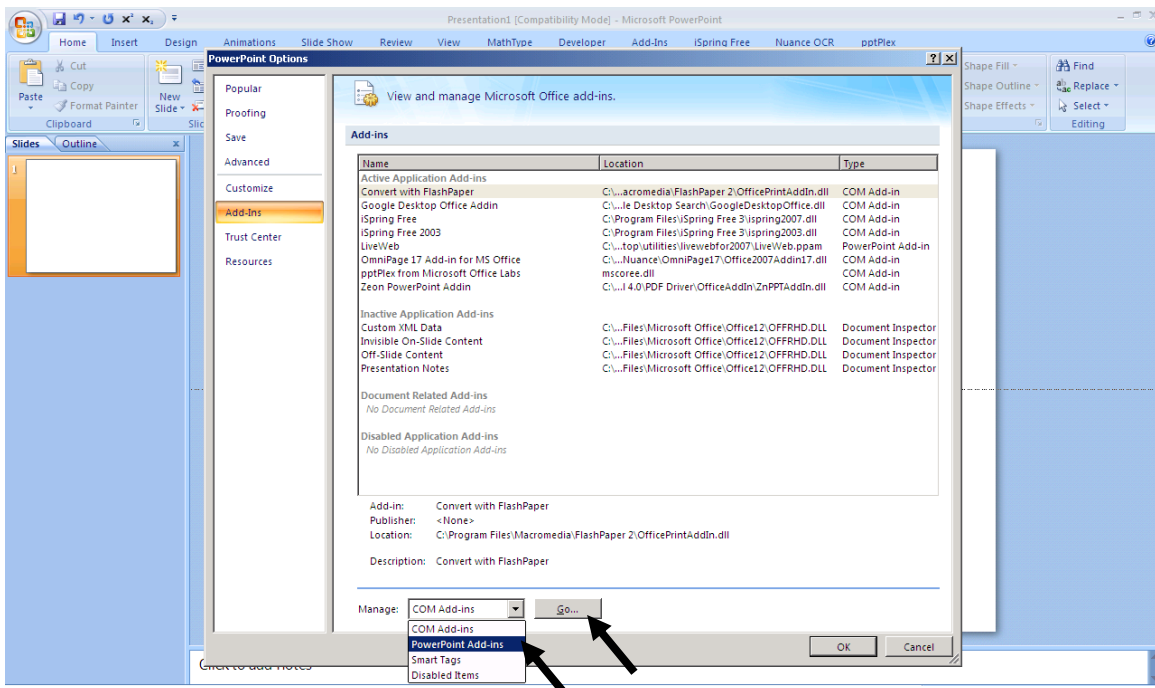 Presentation1 [Compatibility Mode] - Microsoft PowerPoint
Home Insert Design Animations Slide Show Review View MathType Developer Add-Ins iSpring Free Nuance OCR pptPlex
Paste
Cut
Copy
Format Painter
Clipboard
New
Slide
Shape Fill
Shape Outline
Shape Effects
Find
Replace
Select
Editing
Slides Outline
1
PowerPoint Options
Popular
Proofing
Save
Advanced
Customize
Add-Ins
Trust Center
Resources
View and manage Microsoft Office add-ins.
Add-ins
Name Location Type
Active Application Add-ins
Convert with FlashPaper C:\...acromedia\FlashPaper 2\OfficePrintAddIn.dll COM Add-in
Google Desktop Office Addin C:\...le Desktop Search\GoogleDesktopOffice.dll COM Add-in
iSpring Free C:\Program Files\iSpring Free 3\ispring2007.dll COM Add-in
iSpring Free 2003 C:\Program Files\iSpring Free 3\ispring2003.dll COM Add-in
LiveWeb C:\...top\utilities\livewebfor2007\LiveWeb.ppam PowerPoint Add-in
OmniPage 17 Add-in for MS Office C:\...Nuance\OmniPage17\Office2007Addin17.dll COM Add-in
pptPlex from Microsoft Office Labs mscoree.dll COM Add-in
Zeon PowerPoint Addin C:\...l 4.0\PDF Driver\OfficeAddIn\ZnPPTAddIn.dll COM Add-in
Inactive Application Add-ins
Custom XML Data C:\...Files\Microsoft Office\Office12\OFFRHD.DLL Document Inspector
Invisible On-Slide Content C:\...Files\Microsoft Office\Office12\OFFRHD.DLL Document Inspector
Off-Slide Content C:\...Files\Microsoft Office\Office12\OFFRHD.DLL Document Inspector
Presentation Notes C:\...Files\Microsoft Office\Office12\OFFRHD.DLL Document Inspector
Document Related Add-ins
No Document Related Add-ins
Disabled Application Add-ins
No Disabled Application Add-ins
Add-in: Convert with FlashPaper
Publisher: <None>
Location: C:\Program Files\Macromedia\FlashPaper 2\OfficePrintAddIn.dll
Description: Convert with FlashPaper
Manage: COM Add-ins Go...
COM Add-ins
PowerPoint Add-ins
Smart Tags
Disabled Items
OK Cancel